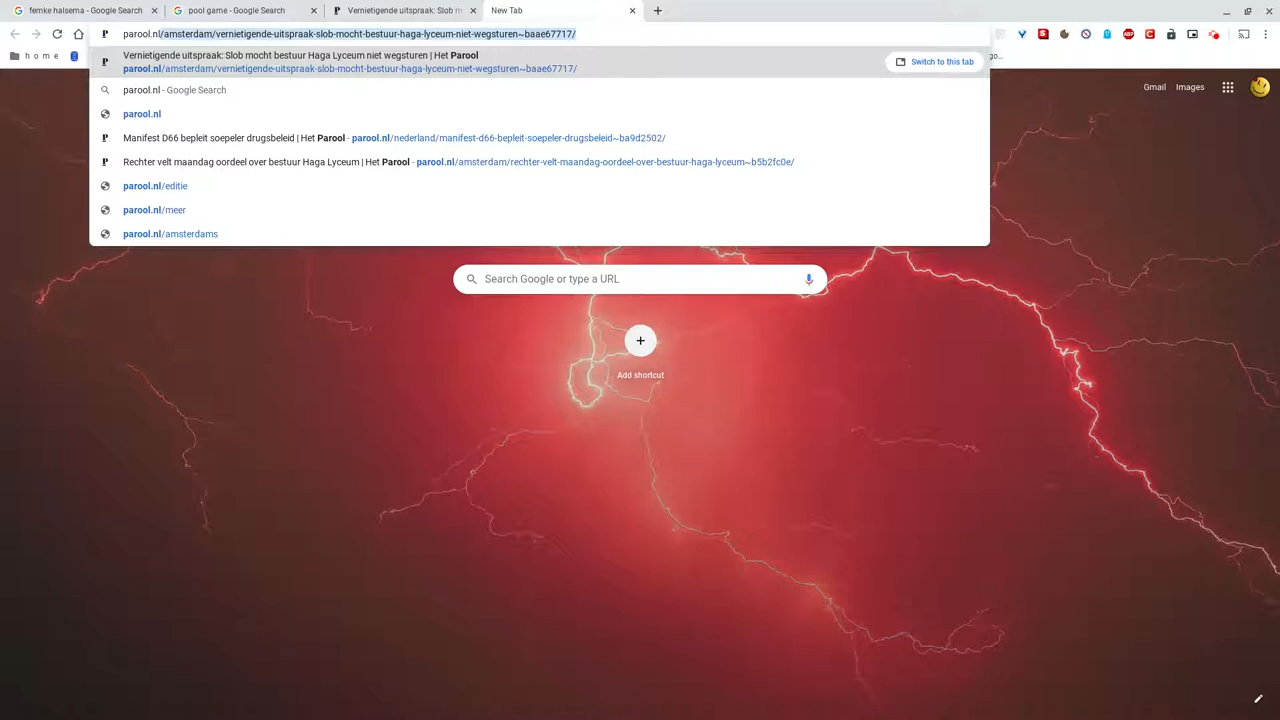 femke halsema - Google Search
pool game - Google Search
Vernietigende uitspraak: Slob m
New Tab
parool.nl/amsterdam/vernietigende-uitspraak-slob-mocht-bestuur-haga-lyceum-niet-wegsturen~baae67717/
home
Vernietigende uitspraak: Slob mocht bestuur Haga Lyceum niet wegsturen | Het Parool
parool.nl/amsterdam/vernietigende-uitspraak-slob-mocht-bestuur-haga-lyceum-niet-wegsturen~baae67717/
Switch to this tab
parool.nl - Google Search
Gmail Images
parool.nl
Manifest D66 bepleit soepeler drugsbeleid | Het Parool - parool.nl/nederland/manifest-d66-bepleit-soepeler-drugsbeleid~ba9d2502/
Rechter velt maandag oordeel over bestuur Haga Lyceum | Het Parool - parool.nl/amsterdam/rechter-velt-maandag-oordeel-over-bestuur-haga-lyceum~b5b2fc0e/
parool.nl/editie
parool.nl/meer
parool.nl/amsterdams
Search Google or type a URL
Add shortcut